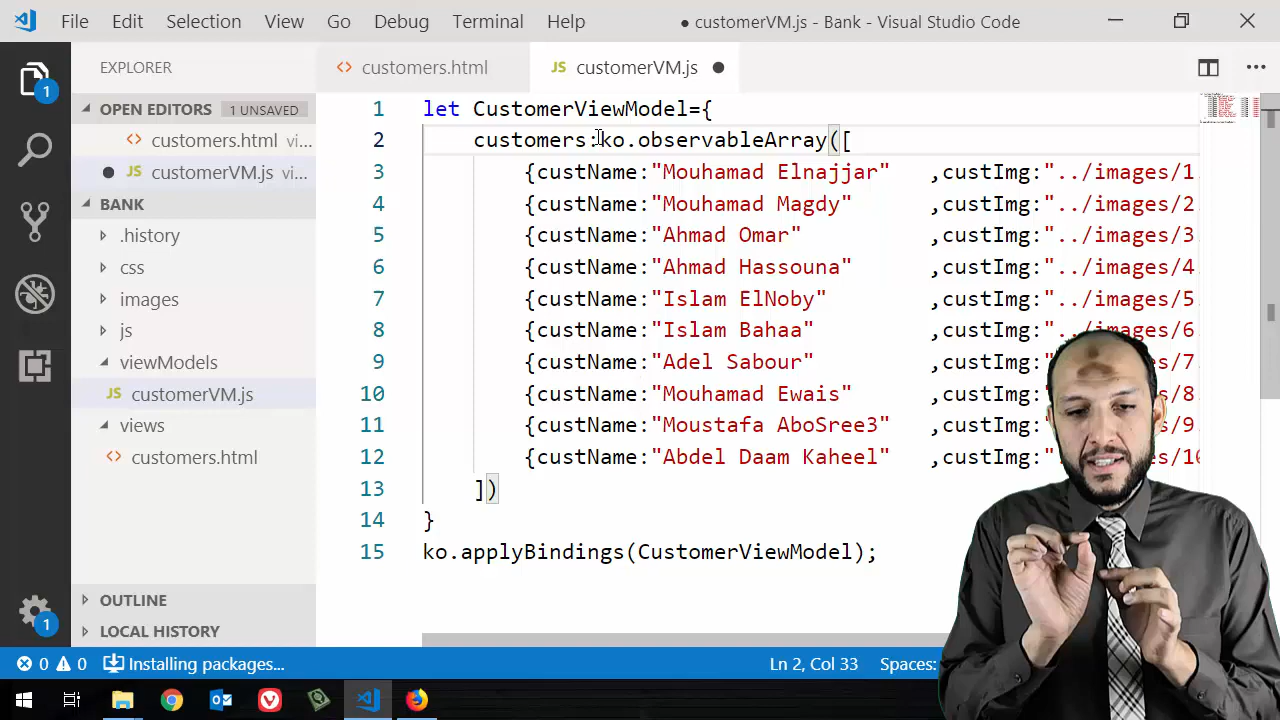 File Edit Selection View Go Debug Terminal Help ● customerVM.js - Bank - Visual Studio Code
EXPLORER
customers.html
JS customerVM.js
OPEN EDITORS 1 UNSAVED
customers.html vi...
JS customerVM.js vi...
BANK
.history
css
images
js
viewModels
JS customerVM.js
views
customers.html
OUTLINE
LOCAL HISTORY
1
1
1 let CustomerViewModel={
2 customers:ko.observableArray([
3 {custName:"Mouhamad Elnajjar" ,custImg:"../images/1.
4 {custName:"Mouhamad Magdy" ,custImg:"../images/2.
5 {custName:"Ahmad Omar" ,custImg:"../images/3.
6 {custName:"Ahmad Hassouna" ,custImg:"../images/4.
7 {custName:"Islam ElNoby" ,custImg:"../images/5.
8 {custName:"Islam Bahaa" ,custImg:"../images/6.
9 {custName:"Adel Sabour" ,custImg:"
10 {custName:"Mouhamad Ewais" ,custImg:"
11 {custName:"Moustafa AboSree3" ,custImg:"
12 {custName:"Abdel Daam Kaheel" ,custImg:
13 ])
14 }
15 ko.applyBindings(CustomerViewModel);
0 0 Installing packages... Ln 2, Col 33 Spaces: